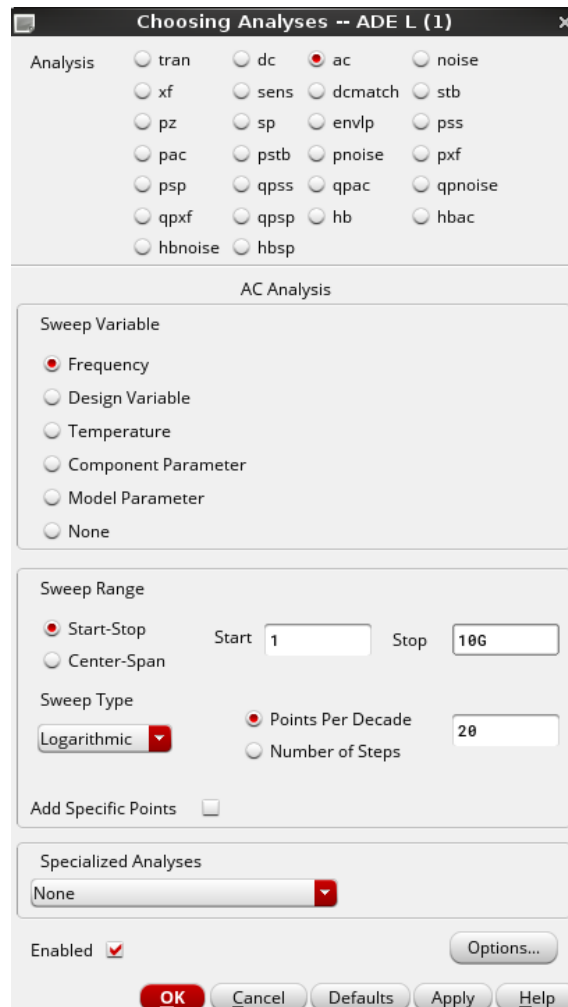 Choosing Analyses -- ADE L (1)
Analysis tran dc ac noise
xf sens dcmatch stb
pz sp envlp pss
pac pstb pnoise pxf
psp qpss qpac qpnoise
qpxf qpsp hb hbac
hbnoise hbsp
AC Analysis
Sweep Variable
Frequency
Design Variable
Temperature
Component Parameter
Model Parameter
None
Sweep Range
Start-Stop Start 1 Stop 10G
Center-Span
Sweep Type
Logarithmic Points Per Decade 20
Number of Steps
Add Specific Points
Specialized Analyses
None
Enabled Options...
OK Cancel Defaults Apply Help